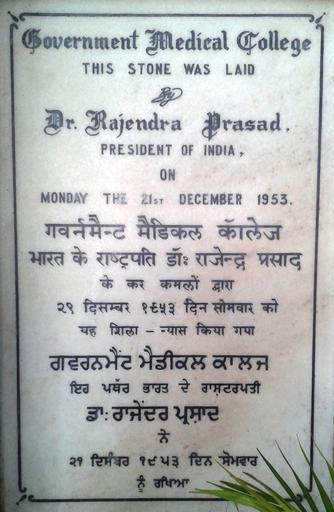 Government Medical College
THIS STONE WAS LAID
By
Dr. Rajendra Prasad.
PRESIDENT OF INDIA,
ON
MONDAY THE 21ST DECEMBER 1953.
गवर्नमैन्ट मैडिकल कॅालेज
भारत के राष्ट्रपति डॉ: राजेन्द्र प्रसाद
के कर कमलों द्वारा
२१ दिसम्बर १९५३ दिन सोमवार को
यह शिला - न्यास किया गया
ਗਵਰਨਮੈਂਟ ਮੈਡੀਕਲ ਕਾਲਜ
ਇਹ ਪਥੱਰ ਭਾਰਤ ਦੇ ਰਾਸ਼ਟਰਪਤੀ
ਡਾ: ਰਾਜੇਂਦਰ ਪ੍ਰਸ਼ਾਦ
ਨੇ
੨੧ ਦਿਸੰਬਰ ੧੯੫੩ ਦਿਨ ਸੋਮਵਾਰ
ਨੂੰ ਰਖਿਆ